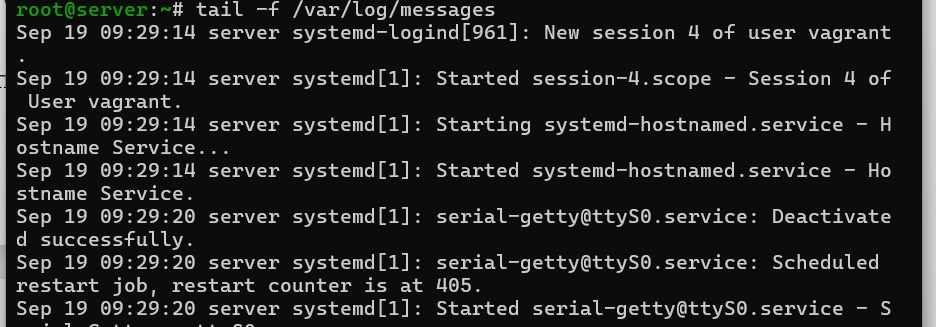 root@server:~# tail -f /var/log/messages
Sep 19 09:29:14 server systemd-logind[961]: New session 4 of user vagrant
.
Sep 19 09:29:14 server systemd[1]: Started session-4.scope - Session 4 of
 User vagrant.
Sep 19 09:29:14 server systemd[1]: Starting systemd-hostnamed.service - H
ostname Service...
Sep 19 09:29:14 server systemd[1]: Started systemd-hostnamed.service - Ho
stname Service.
Sep 19 09:29:20 server systemd[1]: serial-getty@ttyS0.service: Deactivate
d successfully.
Sep 19 09:29:20 server systemd[1]: serial-getty@ttyS0.service: Scheduled
restart job, restart counter is at 405.
Sep 19 09:29:20 server systemd[1]: Started serial-getty@ttyS0.service - S